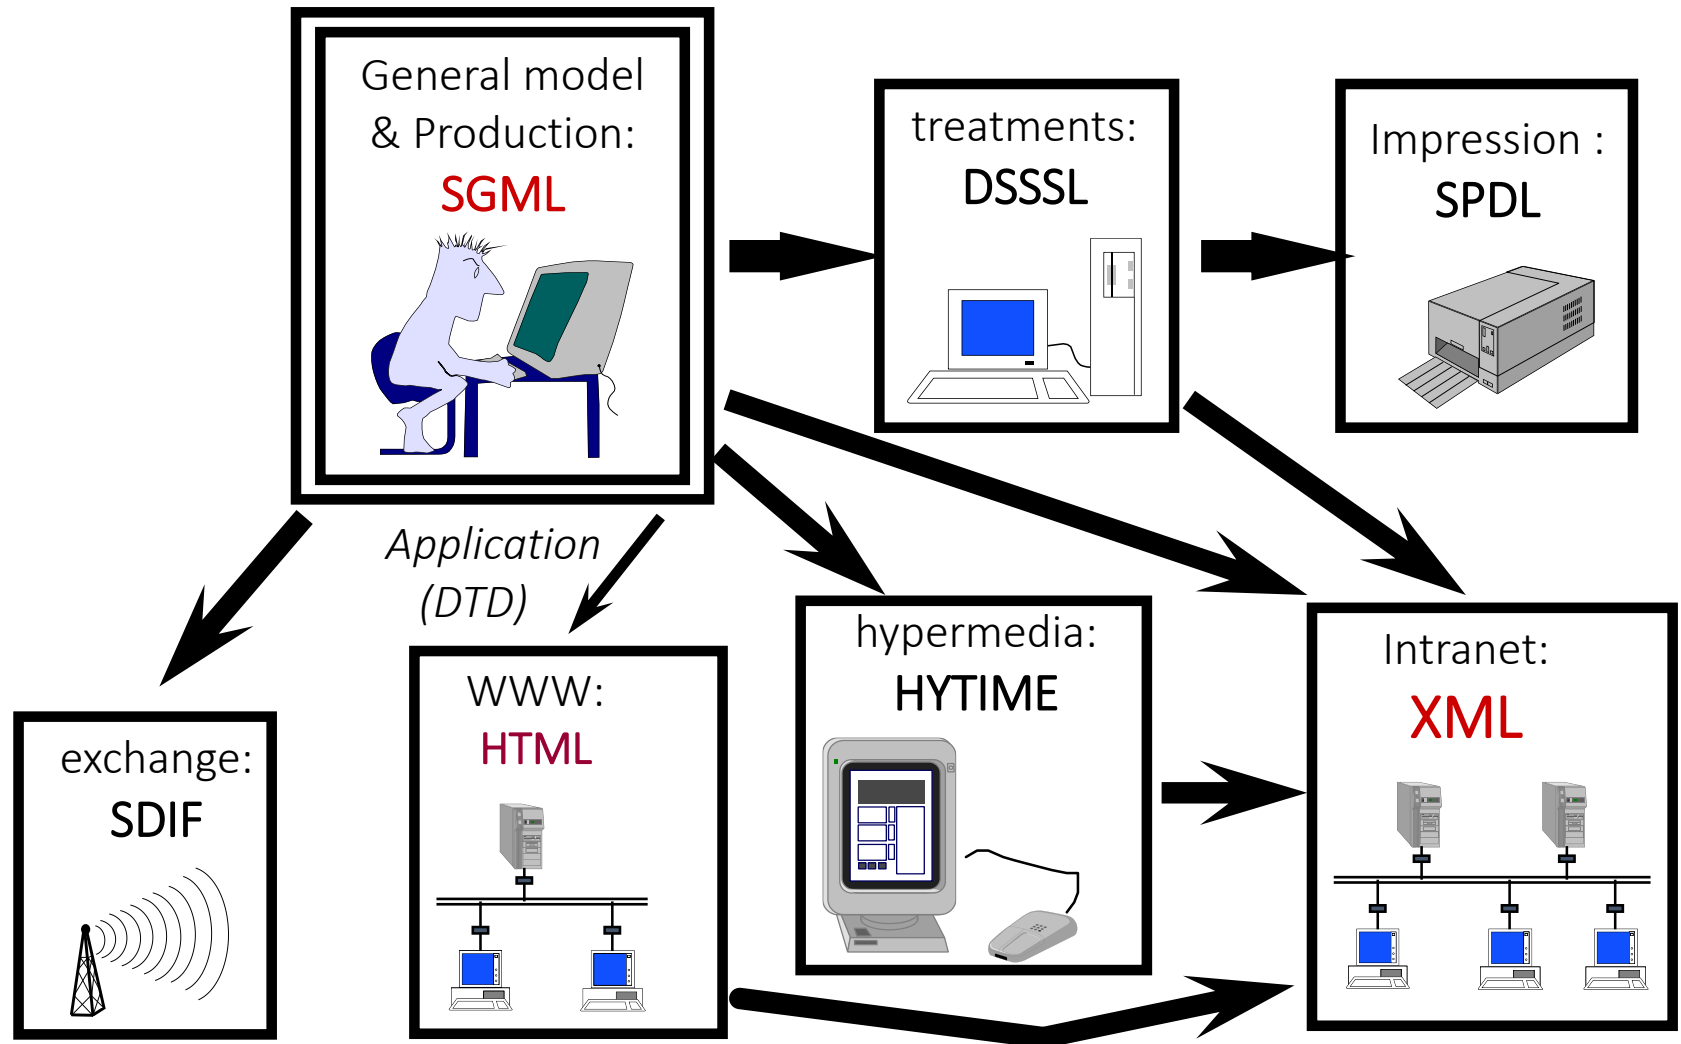 General model
& Production:
SGML
treatments:
DSSSL
Impression :
SPDL
Application
(DTD)
exchange:
SDIF
WWW:
HTML
hypermedia:
HYTIME
Intranet:
XML